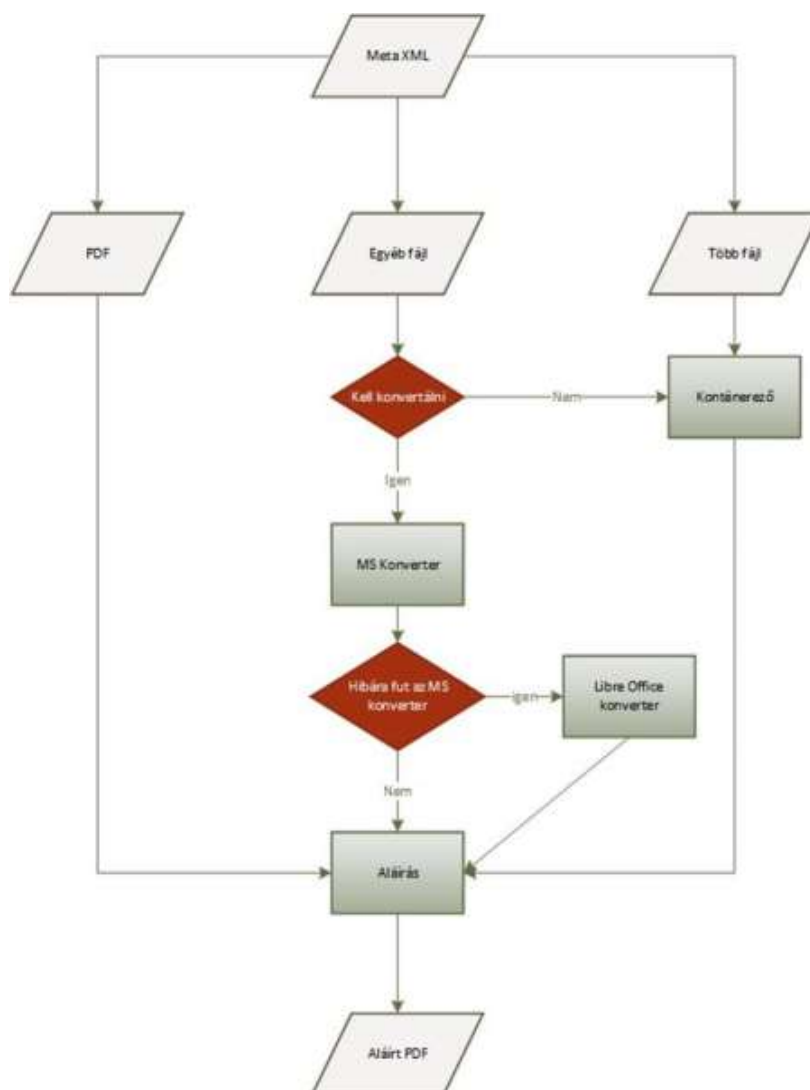 Meta XML
PDF
Egyéb fájl
Több fájl
Kell konvertálni
Nem
Konténerező
Igen
MS Konverter
Hibára fut az MS
konverter
igen
Libre Office
konverter
Nem
Aláírás
Aláírt PDF